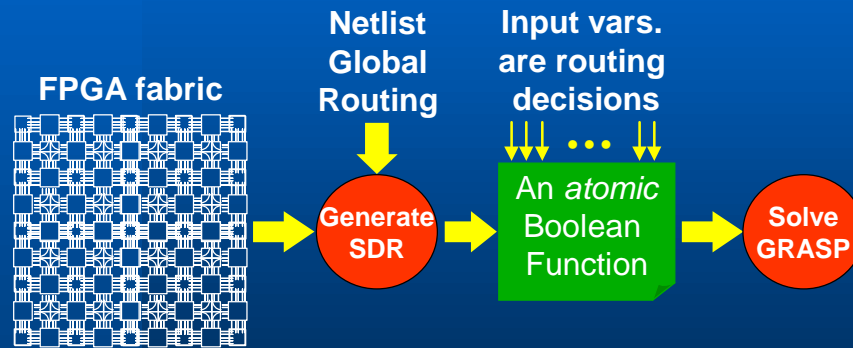 FPGA fabric
Netlist
Global
Routing
Generate
SDR
Input vars.
are routing
decisions
•••
An atomic
Boolean
Function
Solve
GRASP